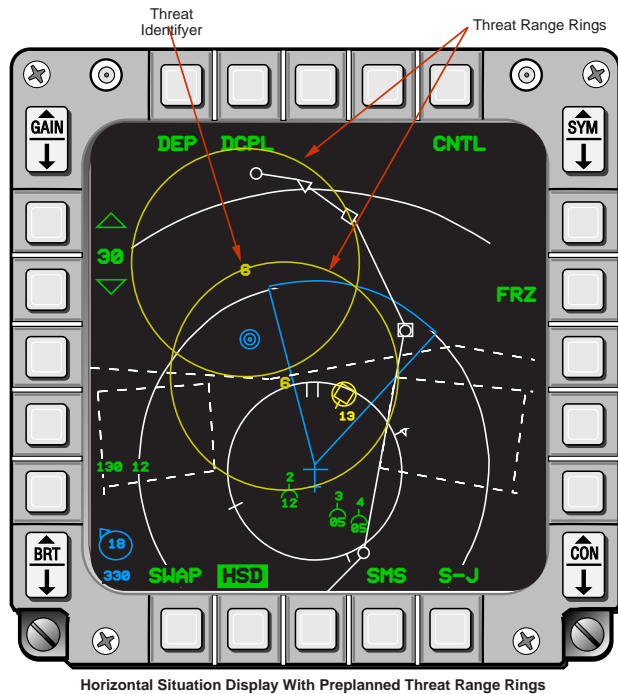 Threat
Identifyer
Threat Range Rings
GAIN
SYM
DEP DCPL CNTL
30
6
FRZ
6
13
130 12
2
12
3
05
4
05
18
330
BRT
CON
SWAP HSD SMS S-J
Horizontal Situation Display With Preplanned Threat Range Rings